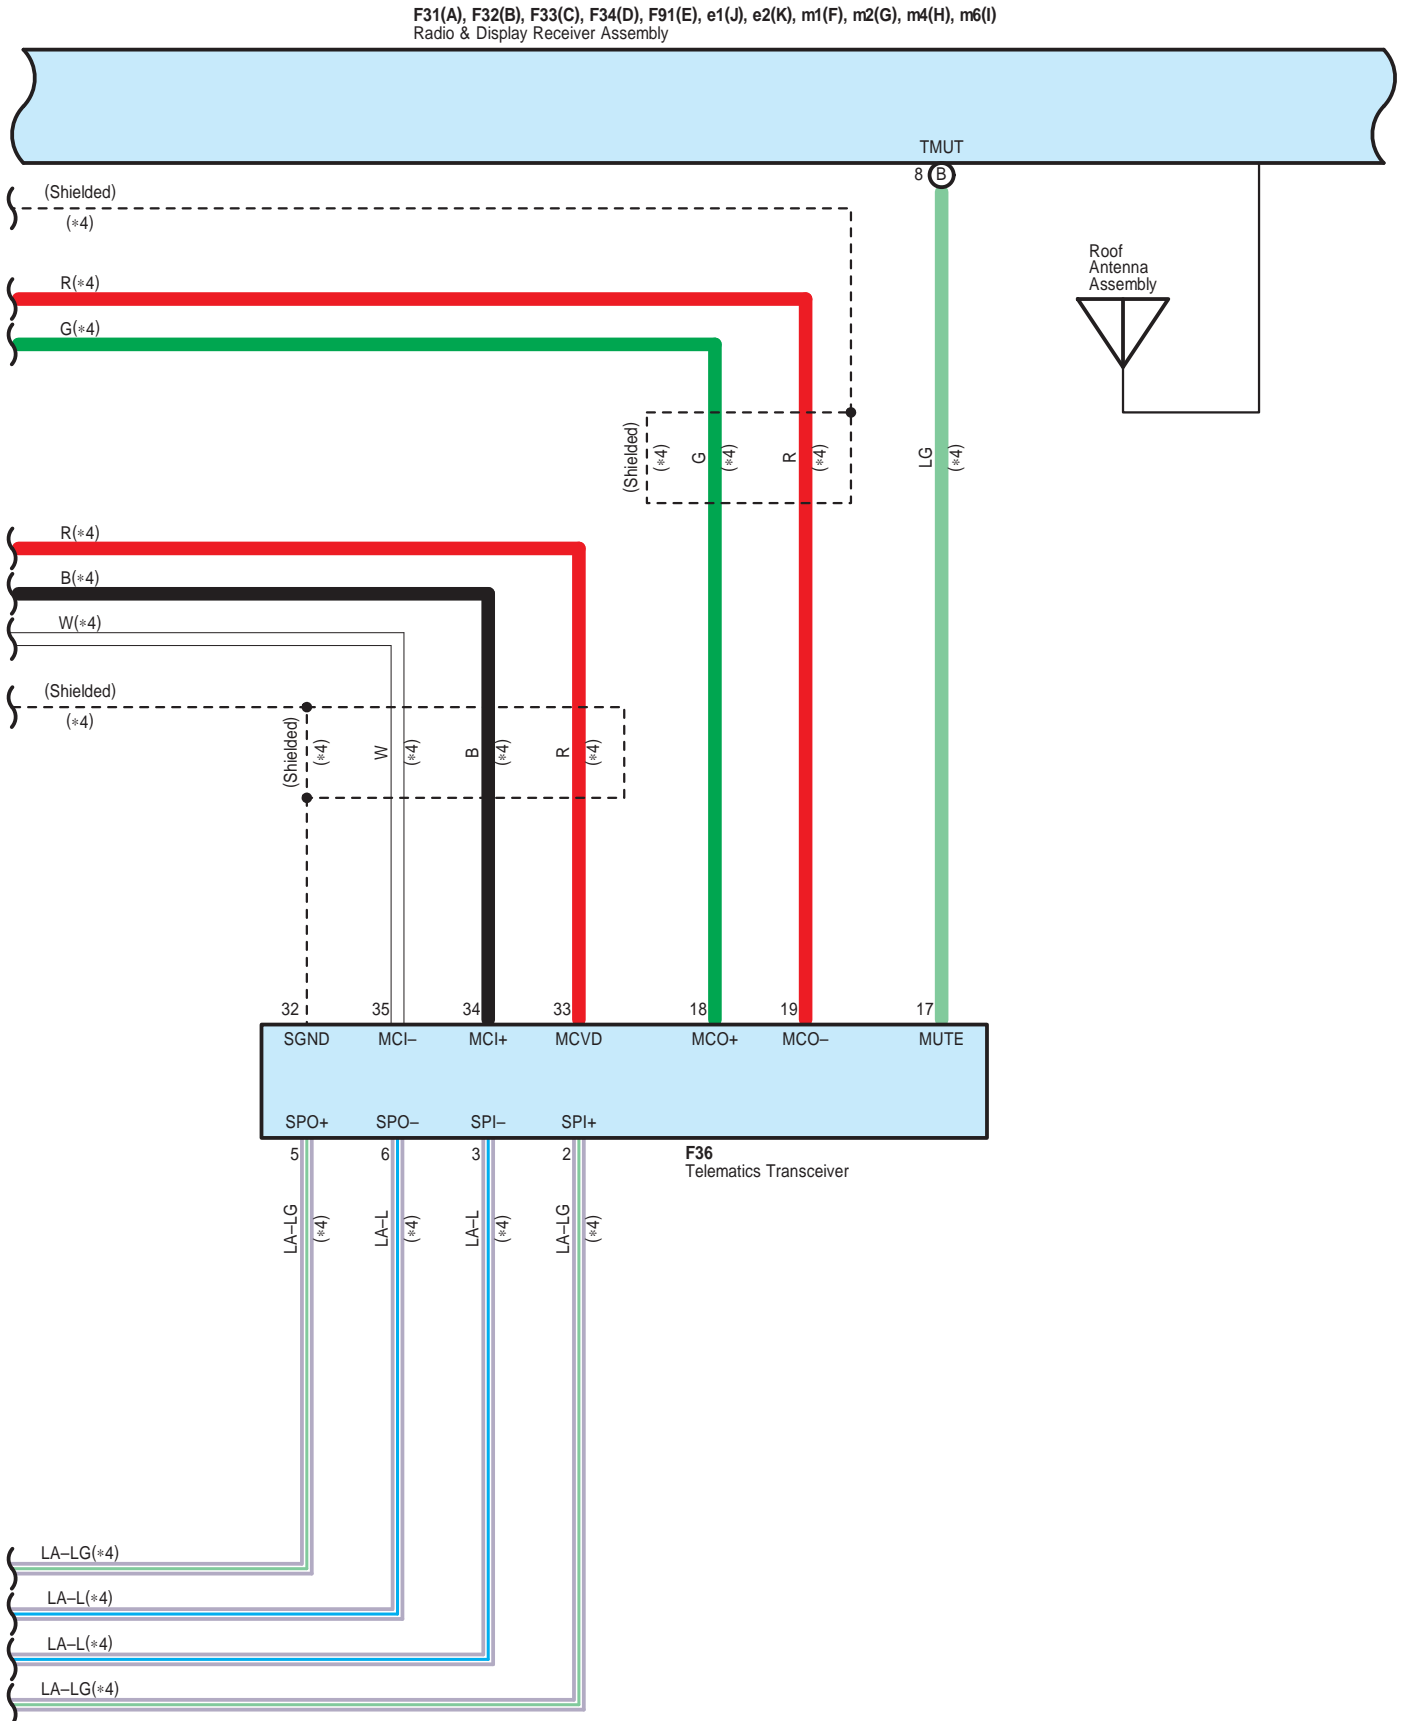 F31(A), F32(B), F33(C), F34(D), F91(E), e1(J), e2(K), m1(F), m2(G), m4(H), m6(I)
Radio & Display Receiver Assembly
TMUT
8 B
(Shielded)
(∗4)
R(∗4)
G(∗4)
Roof
Antenna
Assembly
(Shielded)
(∗4)
G
(∗4)
R
(∗4)
LG
(∗4)
R(∗4)
B(∗4)
W(∗4)
(Shielded)
(∗4)
(Shielded)
(∗4)
W
(∗4)
B
(∗4)
R
(∗4)
32 35 34 33 18 19 17
SGND MCI– MCI+ MCVD MCO+ MCO– MUTE
SPO+ SPO– SPI– SPI+
5 6 3 2
F36
Telematics Transceiver
LA–LG
(∗4)
LA–L
(∗4)
LA–L
(∗4)
LA–LG
(∗4)
LA–LG(∗4)
LA–L(∗4)
LA–L(∗4)
LA–LG(∗4)